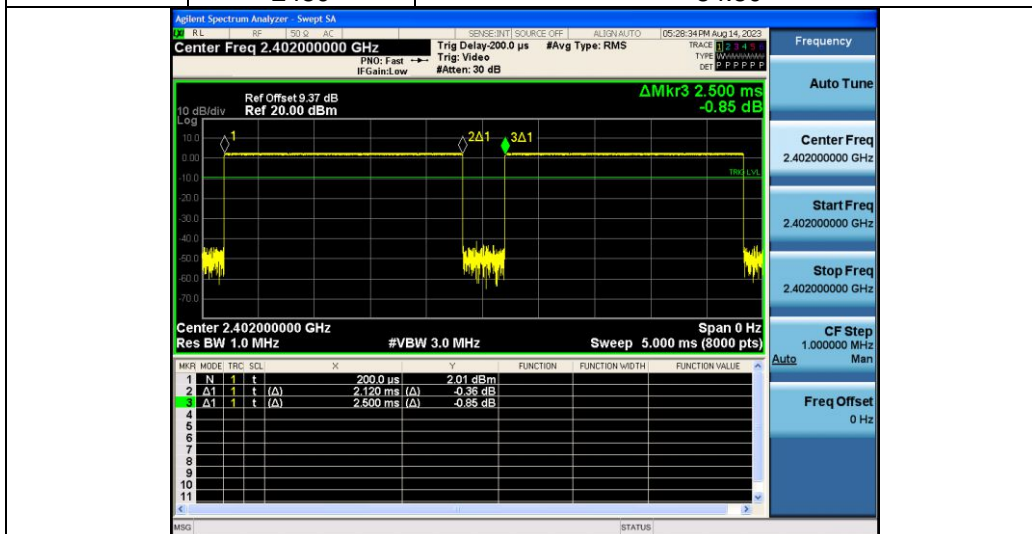 Agilent Spectrum Analyzer - Swept SA
RL RF 50 Ω AC SENSE:INT SOURCE OFF ALIGN AUTO 05:28:34 PM Aug 14, 2023
Center Freq 2.402000000 GHz
PNO: Fast
IFGain:Low
Trig Delay-200.0 µs
Trig: Video
#Atten: 30 dB
#Avg Type: RMS
TRACE 1 2 3 4 5 6
TYPE WWWWWW
DET P P P P P P
ΔMkr3 2.500 ms
-0.85 dB
Ref Offset 9.37 dB
10 dB/div Ref 20.00 dBm
Log
10.0
0.00
-10.0
-20.0
-30.0
-40.0
-50.0
-60.0
-70.0
1
2Δ1
3Δ1
TRIG LVL
Center 2.402000000 GHz Span 0 Hz
Res BW 1.0 MHz #VBW 3.0 MHz Sweep 5.000 ms (8000 pts)
MKR MODE TRC SCL X Y FUNCTION FUNCTION WIDTH FUNCTION VALUE
1 N 1 t 200.0 µs 2.01 dBm
2 Δ1 1 t (Δ) 2.120 ms (Δ) -0.36 dB
3 Δ1 1 t (Δ) 2.500 ms (Δ) -0.85 dB
4
5
6
7
8
9
10
11
MSG STATUS
Frequency
Auto Tune
Center Freq
2.402000000 GHz
Start Freq
2.402000000 GHz
Stop Freq
2.402000000 GHz
CF Step
1.000000 MHz
Auto Man
Freq Offset
0 Hz